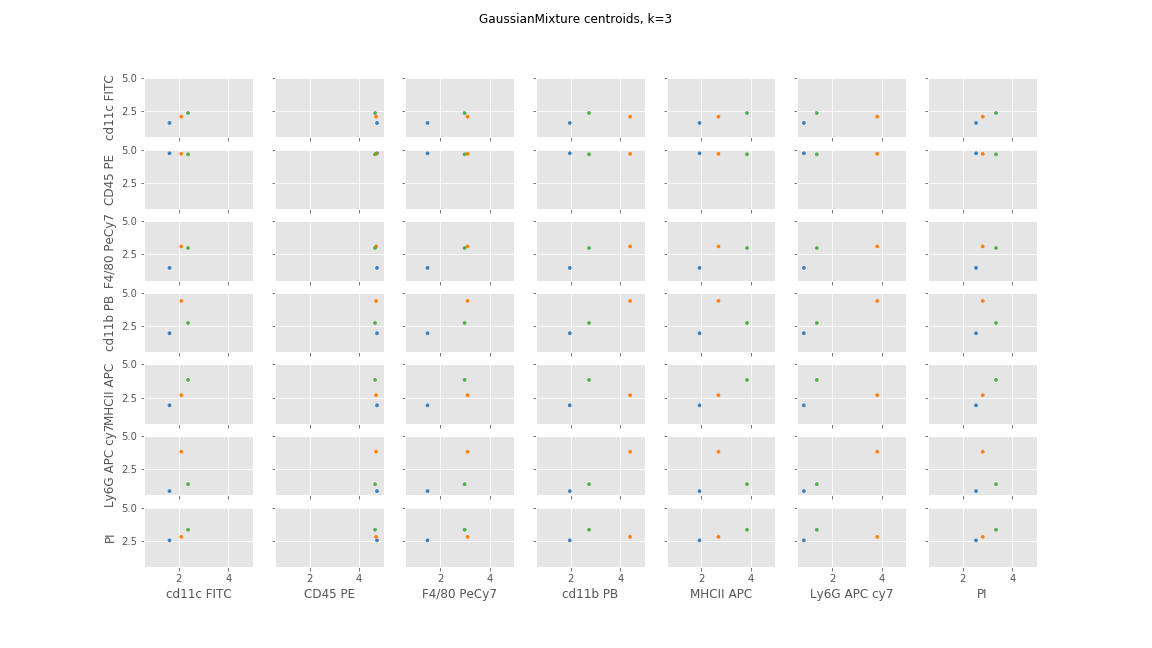 GaussianMixture centroids, k=3
cd11c FITC
5.0
2.5
CD45 PE
5.0
2.5
F4/80 PeCy7
5.0
2.5
cd11b PB
5.0
2.5
MHCII APC
5.0
2.5
Ly6G APC cy7
5.0
2.5
PI
5.0
2.5
2 4 2 4 2 4 2 4 2 4 2 4 2 4
cd11c FITC CD45 PE F4/80 PeCy7 cd11b PB MHCII APC Ly6G APC cy7 PI